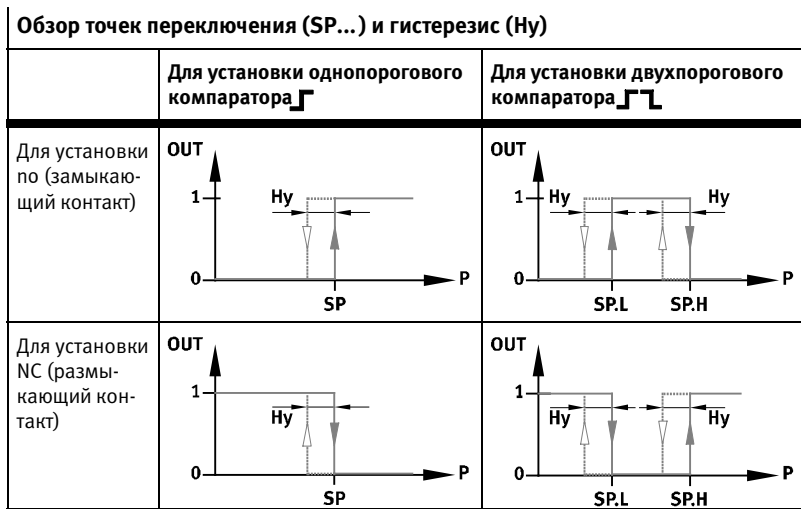 Обзор точек переключения (SP...) и гистерезис (Hy)
Для установки однопорогового
компаратора
Для установки двухпорогового
компаратора
Для установки
no (замыкаю-
щий контакт)
OUT
1
Hy
0
P
SP
OUT
1
Hy
Hy
0
P
SP.L
SP.H
Для установки
NC (размы-
кающий кон-
такт)
OUT
1
Hy
0
P
SP
OUT
1
Hy
Hy
0
P
SP.L
SP.H